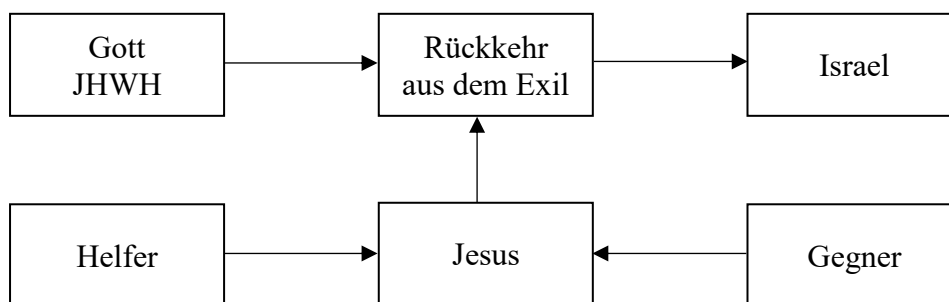 Gott
JHWH
Rückkehr
aus dem Exil
Israel
Helfer
Jesus
Gegner